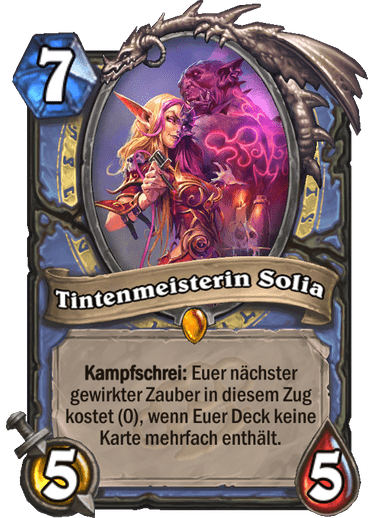 7
Tintenmeisterin Solia
Kampfschrei: Euer nächster
gewirkter Zauber in diesem Zug
kostet (0), wenn Euer Deck keine
Karte mehrfach enthält.
5
5